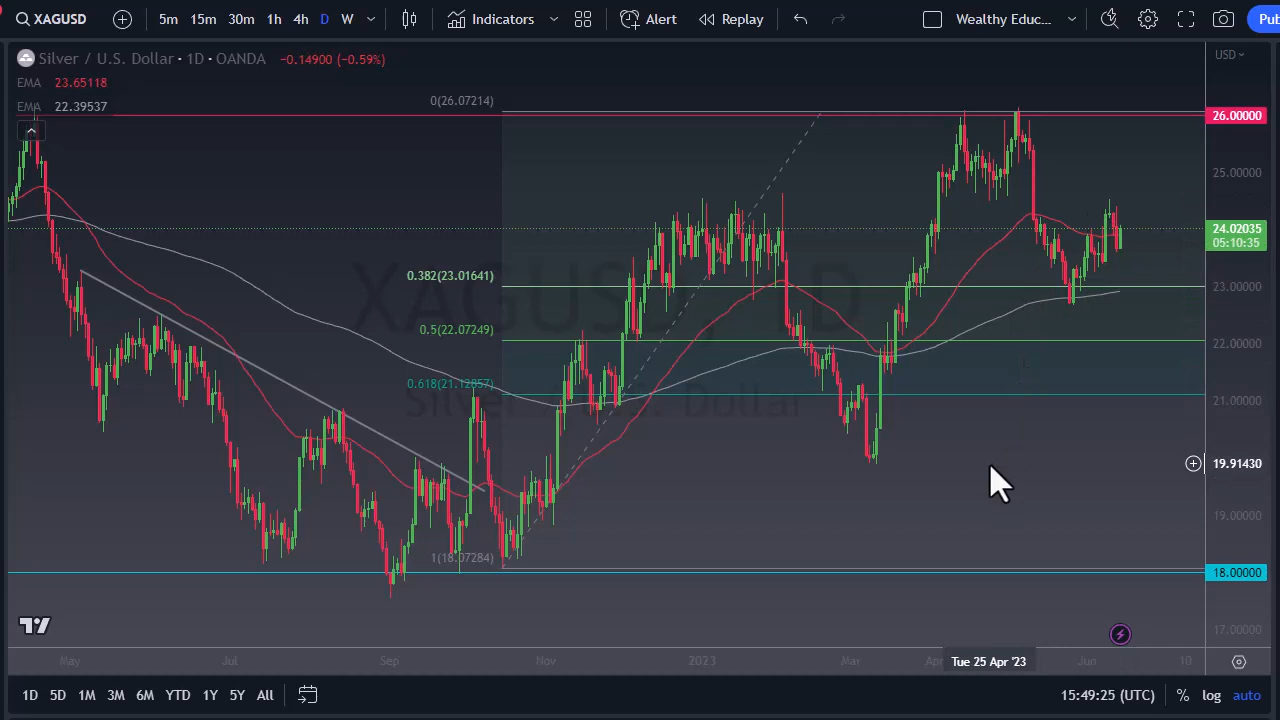 XAGUSD 5m 15m 30m 1h 4h D W Indicators Alert Replay Wealthy Educ... Pub
Silver / U.S. Dollar · 1D · OANDA −0.14900 (−0.59%) USD
EMA 23.65118
EMA 22.39537
0(26.07214)
26.00000
25.00000
24.02035
05:10:35
0.382(23.01641)
23.00000
XAGUSD, 1D
0.5(22.07249)
22.00000
0.618(21.12857)
21.00000
Silver / U.S. Dollar
19.91430
19.00000
1(18.07284)
18.00000
17.00000
May Jul Sep Nov 2023 Mar Apr Tue 25 Apr '23 Jun 10
1D 5D 1M 3M 6M YTD 1Y 5Y All 15:49:25 (UTC) % log auto